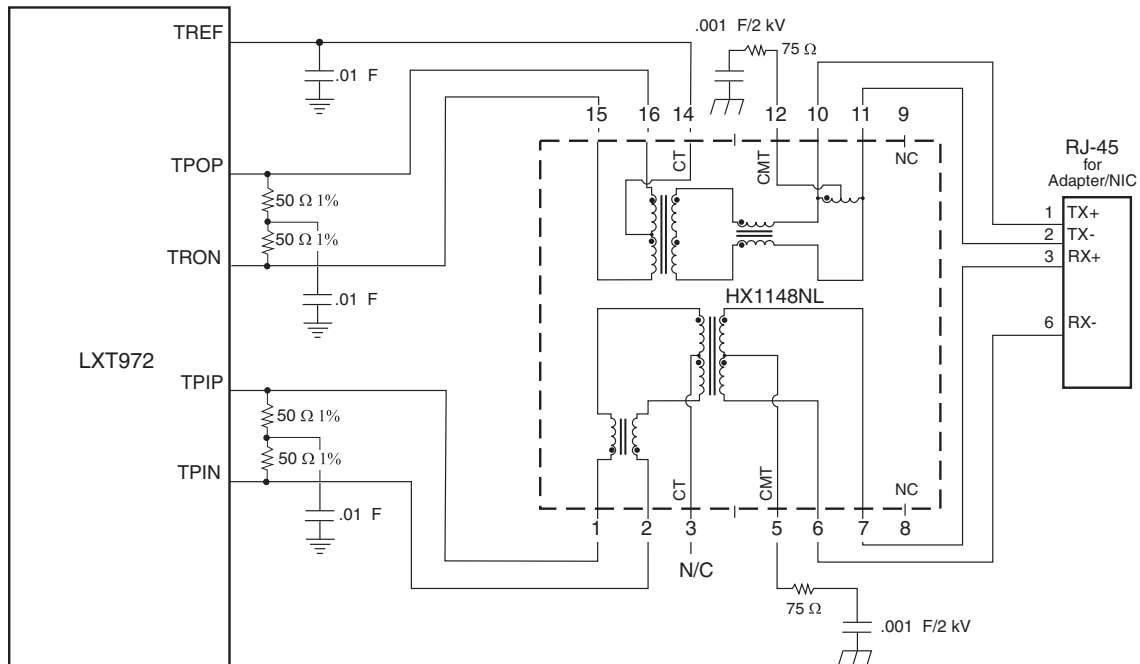 TREF
.01 F
.001 F/2 kV
75 Ω
15
16
14
12
10
11
9
CT
CMT
NC
RJ-45
for
Adapter/NIC
TPOP
50 Ω 1%
50 Ω 1%
TRON
.01 F
1 TX+
2 TX-
3 RX+
6 RX-
HX1148NL
LXT972
TPIP
50 Ω 1%
50 Ω 1%
TPIN
.01 F
CT
CMT
NC
1
2
3
5
6
7
8
N/C
75 Ω
.001 F/2 kV